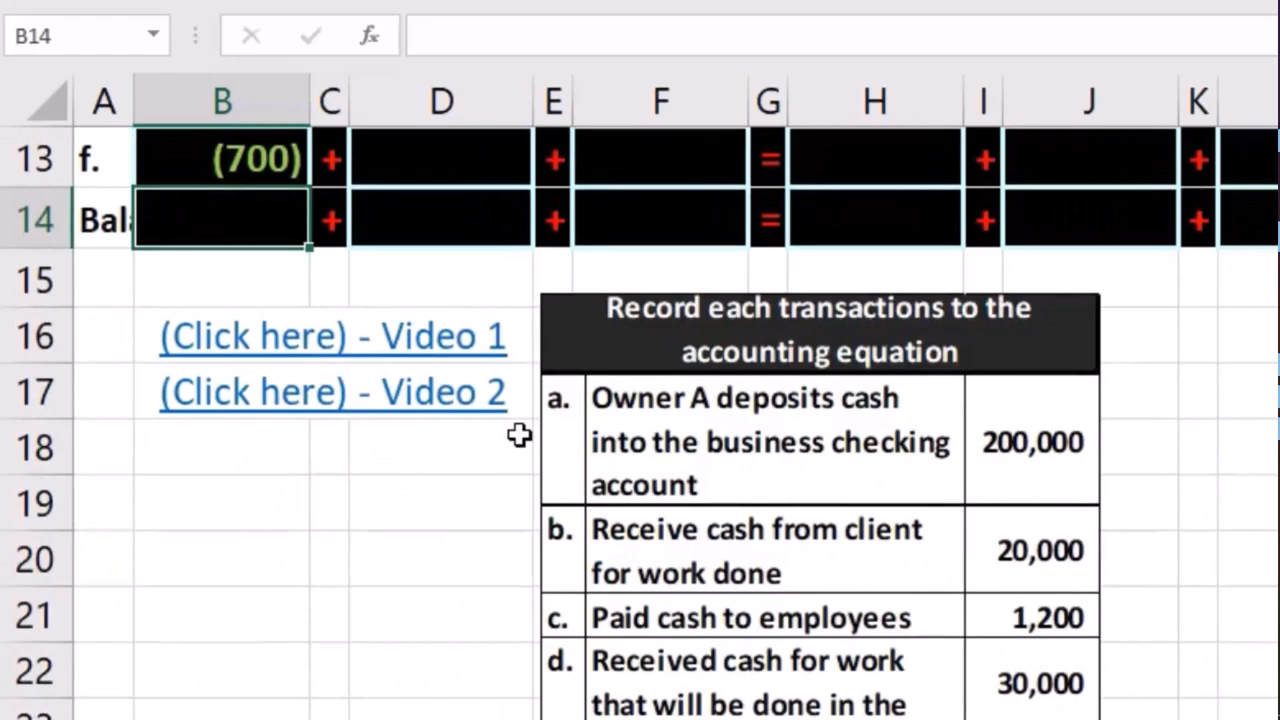 B14
fx
A B C D E F G H I J K
13 f. (700) + + = + +
14 + + = + +
15
16 (Click here) - Video 1
17 (Click here) - Video 2
18
19
20
21
22
Record each transactions to the
accounting equation
a. Owner A deposits cash
into the business checking 200,000
account
b. Receive cash from client
for work done 20,000
c. Paid cash to employees 1,200
d. Received cash for work
that will be done in the 30,000